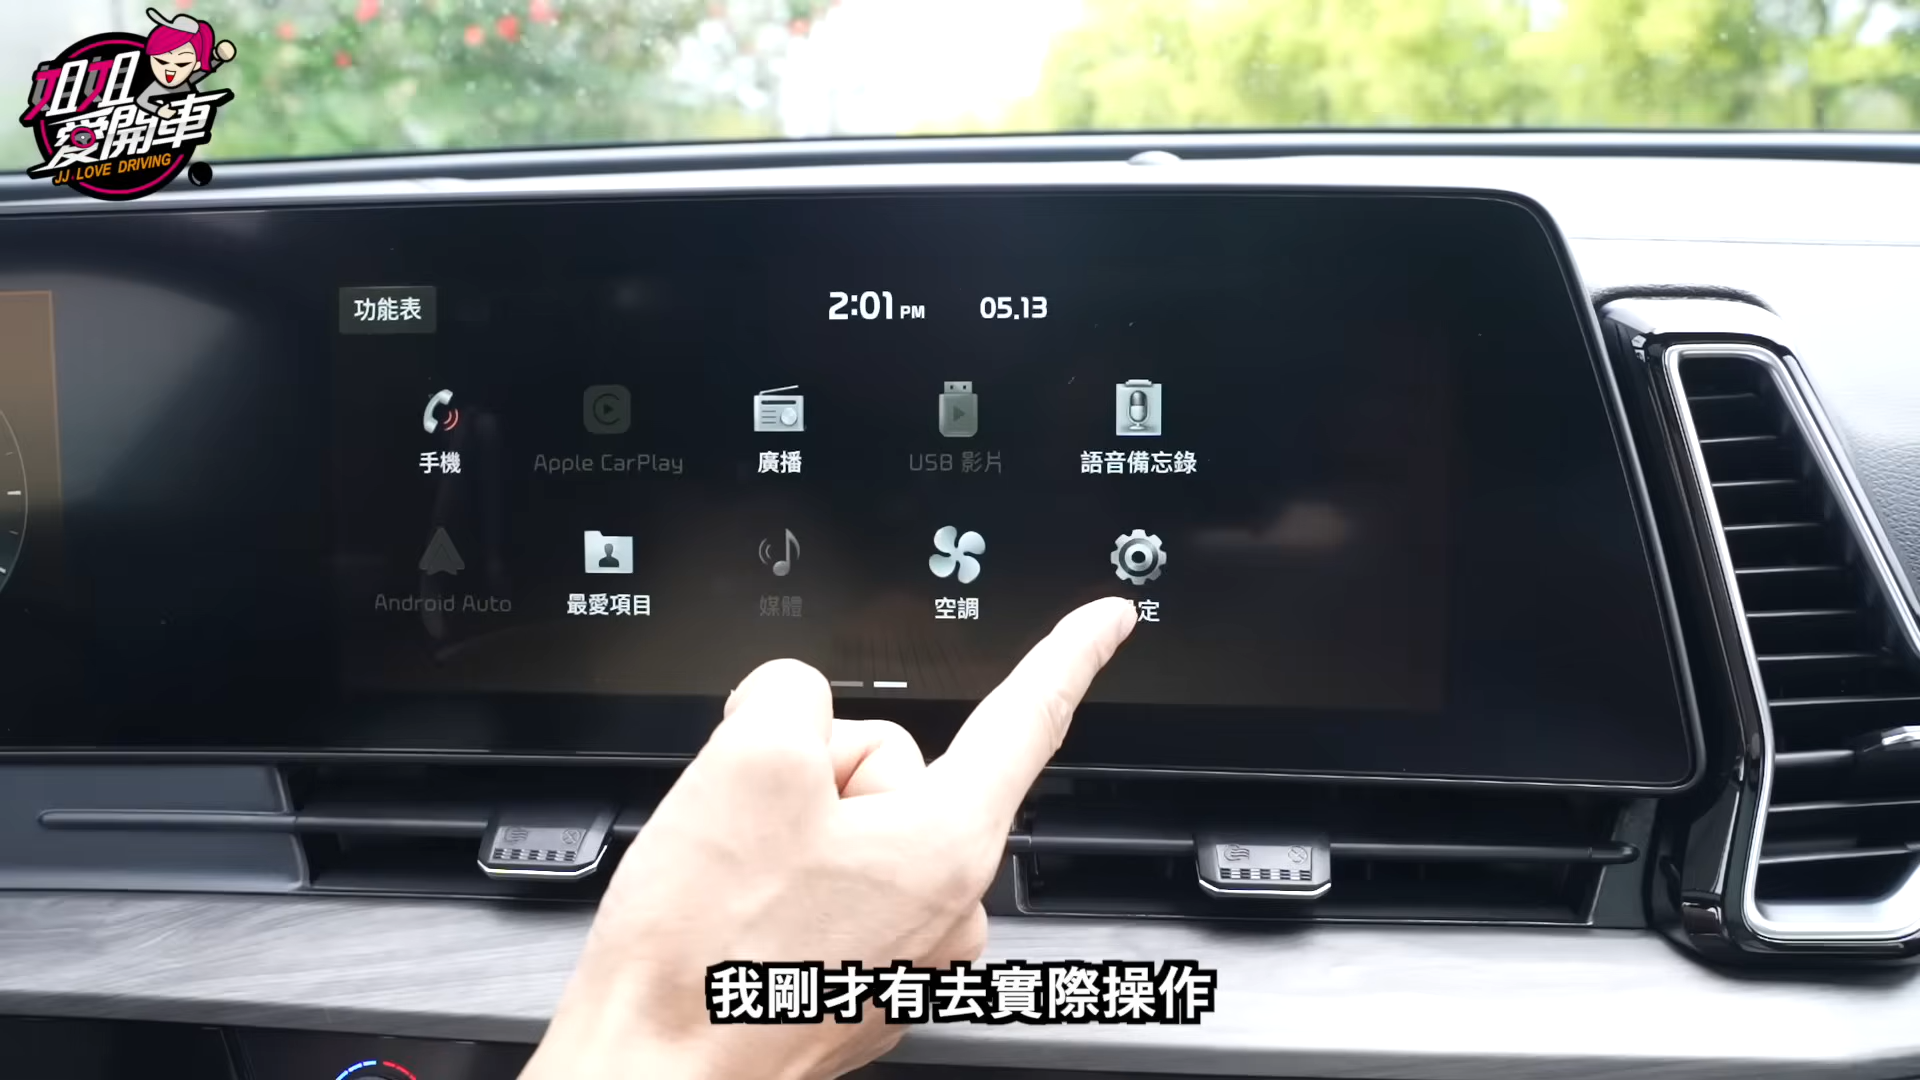 姐姐
愛開車
JJ LOVE DRIVING
功能表
2:01 PM
05.13
手機
Apple CarPlay
廣播
USB 影片
語音備忘錄
Android Auto
最愛項目
媒體
空調
定
我剛才有去實際操作